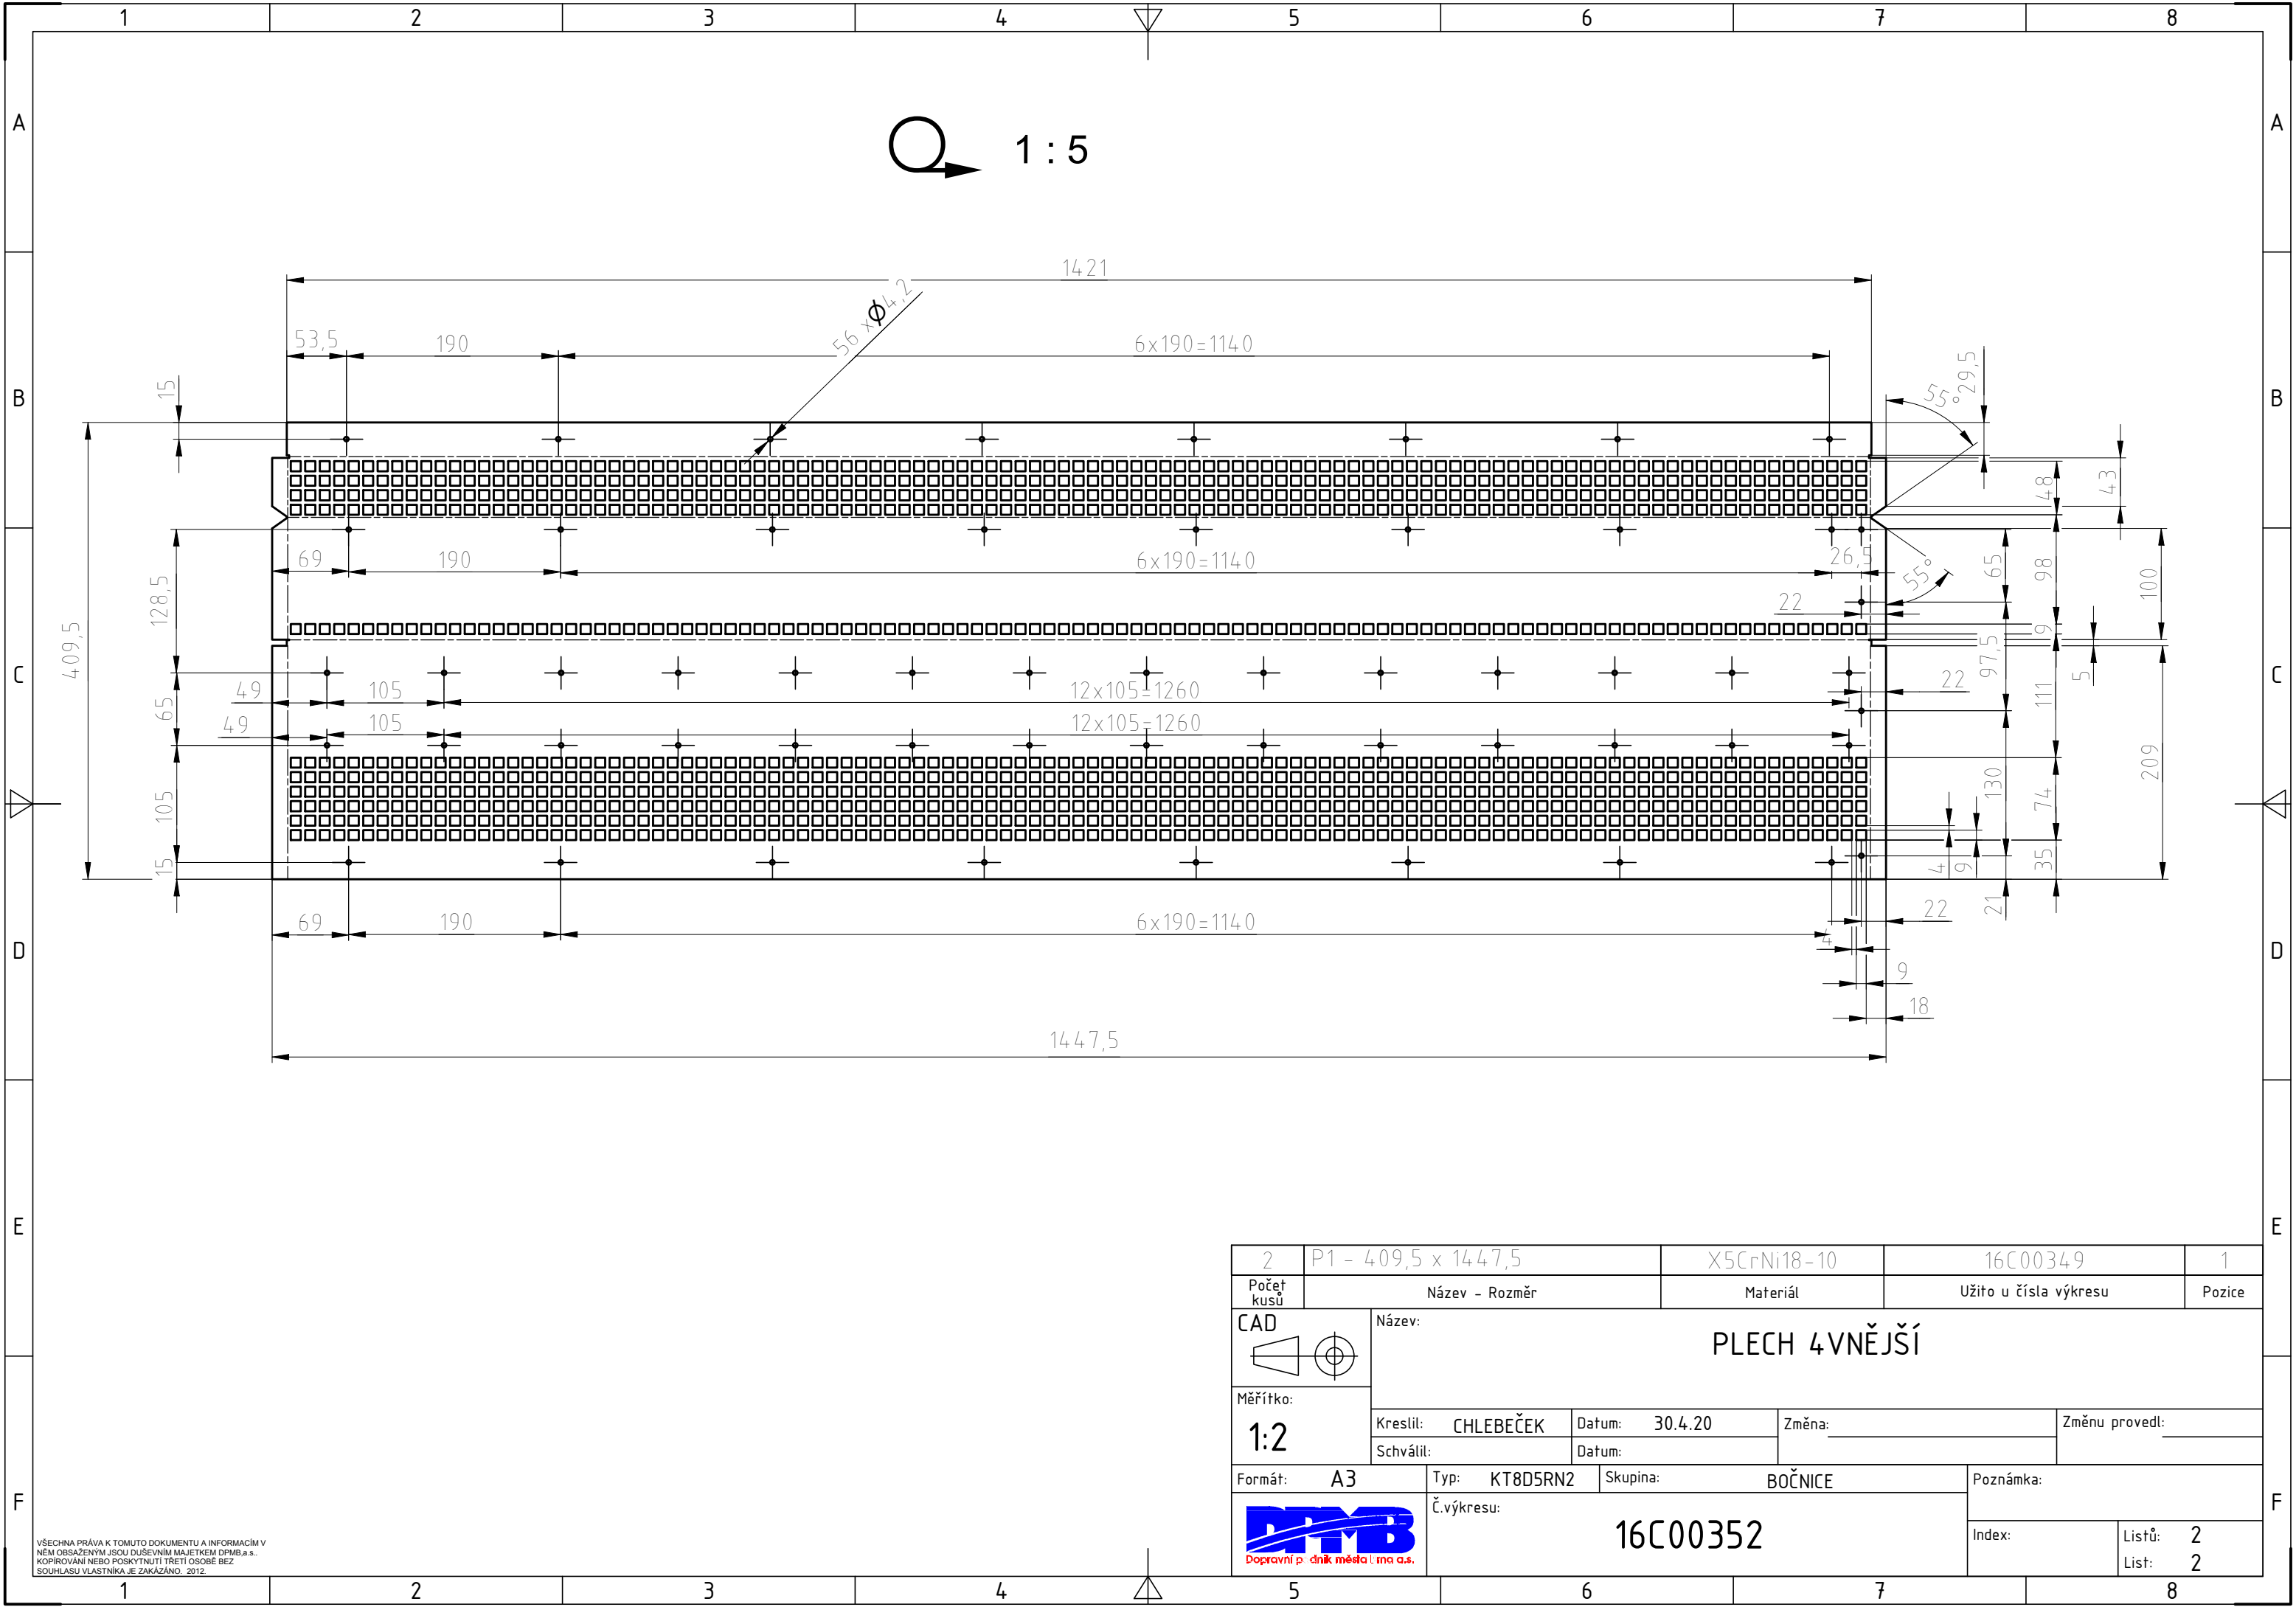 1 2 3 4 5 6 7 8
A A
1 : 5
1421
56 xØ4,2
53,5 190 6x190=1140
15
29,5
55°
B B
48
43
69 190 6x190=1140 26,5
55°
65
98
100
128,5
22
409,5
9
97,5
5
C C
49 105 12x105=1260
22
65
111
49 105 12x105=1260
209
105
130
74
15
4
9
35
69 190 6x190=1140
22
21
4
D D
9
18
1447,5
E E
2 P1 - 409,5 x 1447,5 X5CrNi18-10 16C00349 1
Počet kusů Název - Rozměr Materiál Užito u čísla výkresu Pozice
CAD
Název:
PLECH 4VNĚJŠÍ
Měřítko:
1:2
Kreslil: CHLEBEČEK Datum: 30.4.20 Změna: Změnu provedl:
Schválil: Datum:
Formát: A3 Typ: KT8D5RN2 Skupina: BOČNICE Poznámka:
F F
DPMB
Dopravní podnik města Brna a.s.
Č.výkresu:
16C00352
Index:
Listů: 2
List: 2
VŠECHNA PRÁVA K TOMUTO DOKUMENTU A INFORMACÍM V
NĚM OBSAŽENÝM JSOU DUŠEVNÍM MAJETKEM DPMB,a.s..
KOPÍROVÁNÍ NEBO POSKYTNUTÍ TŘETÍ OSOBĚ BEZ
SOUHLASU VLASTNÍKA JE ZAKÁZÁNO. 2012.
1 2 3 4 5 6 7 8